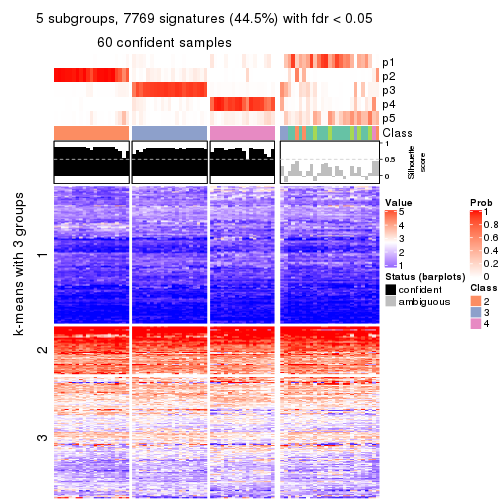 5 subgroups, 7769 signatures (44.5%) with fdr < 0.05
60 confident samples
p1
p2
p3
p4
p5
Class
1
0.5
0
Silhouette
score
k-means with 3 groups
1
2
3
Value
5
4
3
2
1
Status (barplots)
confident
ambiguous
Prob
1
0.8
0.6
0.4
0.2
0
Class
2
3
4